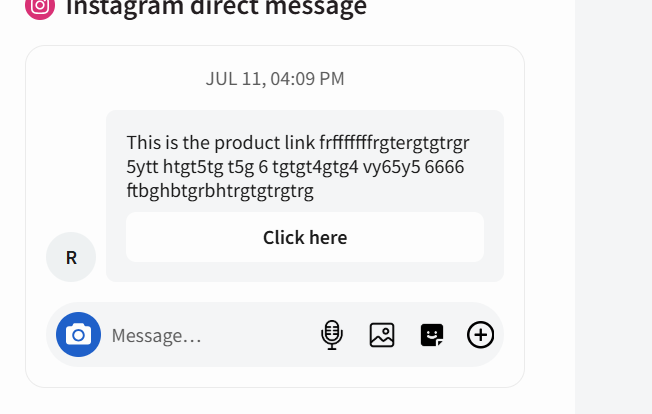 Instagram direct message
JUL 11, 04:09 PM
This is the product link frfffffffrgtergtgtrgr
5ytt htgt5tg t5g 6 tgtgt4gtg4 vy65y5 6666
ftbghbtgrbhtrgtgtrgtrg
Click here
R
Message…